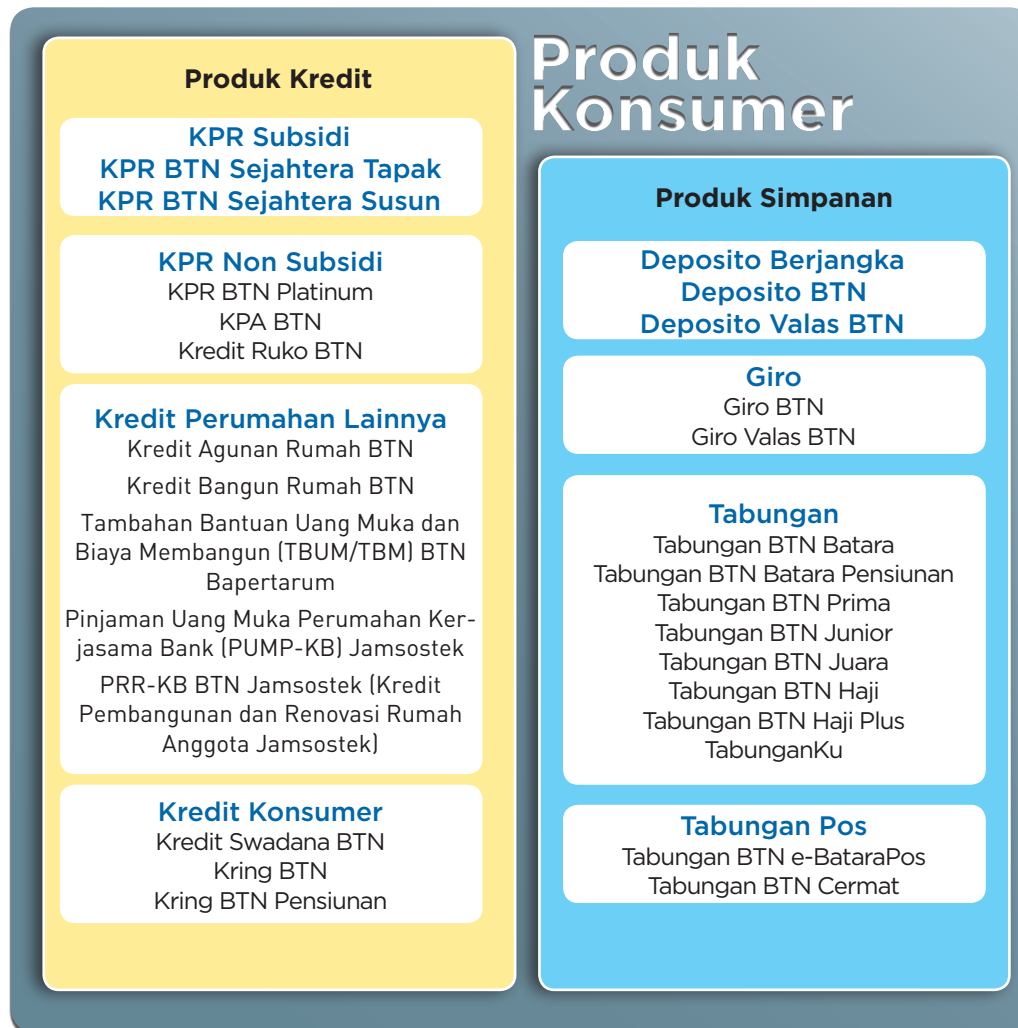 Produk Konsumer
Produk Kredit
KPR Subsidi
KPR BTN Sejahtera Tapak
KPR BTN Sejahtera Susun
KPR Non Subsidi
KPR BTN Platinum
KPA BTN
Kredit Ruko BTN
Kredit Perumahan Lainnya
Kredit Agunan Rumah BTN
Kredit Bangun Rumah BTN
Tambahan Bantuan Uang Muka dan
Biaya Membangun (TBUM/TBM) BTN
Bapertarum
Pinjaman Uang Muka Perumahan Ker-
jasama Bank (PUMP-KB) Jamsostek
PRR-KB BTN Jamsostek (Kredit
Pembangunan dan Renovasi Rumah
Anggota Jamsostek)
Kredit Konsumer
Kredit Swadana BTN
Kring BTN
Kring BTN Pensiunan
Produk Simpanan
Deposito Berjangka
Deposito BTN
Deposito Valas BTN
Giro
Giro BTN
Giro Valas BTN
Tabungan
Tabungan BTN Batara
Tabungan BTN Batara Pensiunan
Tabungan BTN Prima
Tabungan BTN Junior
Tabungan BTN Juara
Tabungan BTN Haji
Tabungan BTN Haji Plus
TabunganKu
Tabungan Pos
Tabungan BTN e-BataraPos
Tabungan BTN Cermat